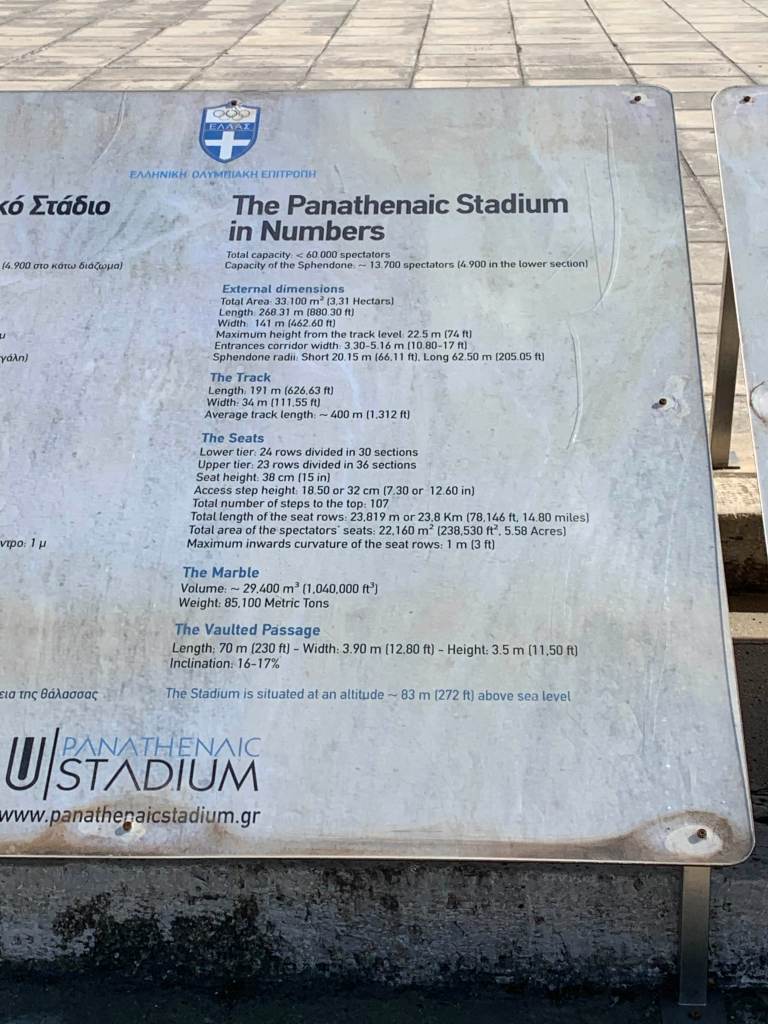 ΕΛΛΑΣ
ΕΛΛΗΝΙΚΗ ΟΛΥΜΠΙΑΚΗ ΕΠΙΤΡΟΠΗ
κό Στάδιο
(4.900 στο κάτω διάζωμα)
μ
γάλη)
ντρο: 1 μ
εια της θάλασσας
The Panathenaic Stadium
in Numbers
Total capacity: < 60.000 spectators
Capacity of the Sphendone: ~ 13.700 spectators (4.900 in the lower section)
External dimensions
Total Area: 33.100 m² (3,31 Hectars)
Length: 268.31 m (880.30 ft)
Width: 141 m (462.60 ft)
Maximum height from the track level: 22.5 m (74 ft)
Entrances corridor width: 3.30-5.16 m (10.80-17 ft)
Sphendone radii: Short 20.15 m (66,11 ft), Long 62.50 m (205.05 ft)
The Track
Length: 191 m (626,63 ft)
Width: 34 m (111,55 ft)
Average track length: ~ 400 m (1,312 ft)
The Seats
Lower tier: 24 rows divided in 30 sections
Upper tier: 23 rows divided in 36 sections
Seat height: 38 cm (15 in)
Access step height: 18.50 or 32 cm (7.30 or 12.60 in)
Total number of steps to the top: 107
Total length of the seat rows: 23,819 m or 23,8 Km (78,146 ft, 14.80 miles)
Total area of the spectators' seats: 22,160 m² (238,530 ft², 5.58 Acres)
Maximum inwards curvature of the seat rows: 1 m (3 ft)
The Marble
Volume: ~ 29,400 m³ (1,040,000 ft³)
Weight: 85,100 Metric Tons
The Vaulted Passage
Length: 70 m (230 ft) - Width: 3.90 m (12.80 ft) - Height: 3.5 m (11,50 ft)
Inclination: 16-17%
The Stadium is situated at an altitude ~ 83 m (272 ft) above sea level
PANATHENAIC
STADIUM
www.panathenaicstadium.gr